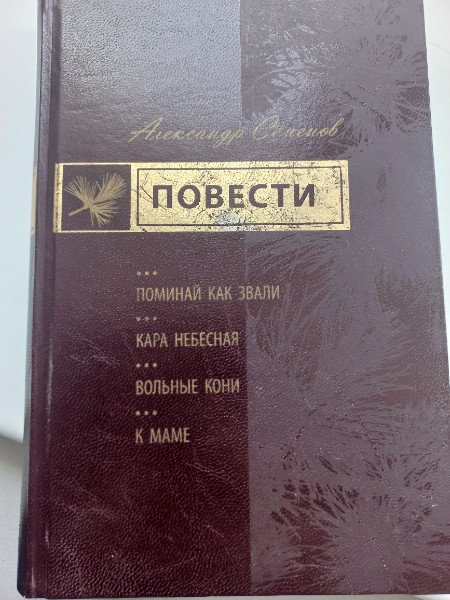 Александр Семенов
ПОВЕСТИ
•••
ПОМИНАЙ КАК ЗВАЛИ
•••
КАРА НЕБЕСНАЯ
•••
ВОЛЬНЫЕ КОНИ
•••
К МАМЕ